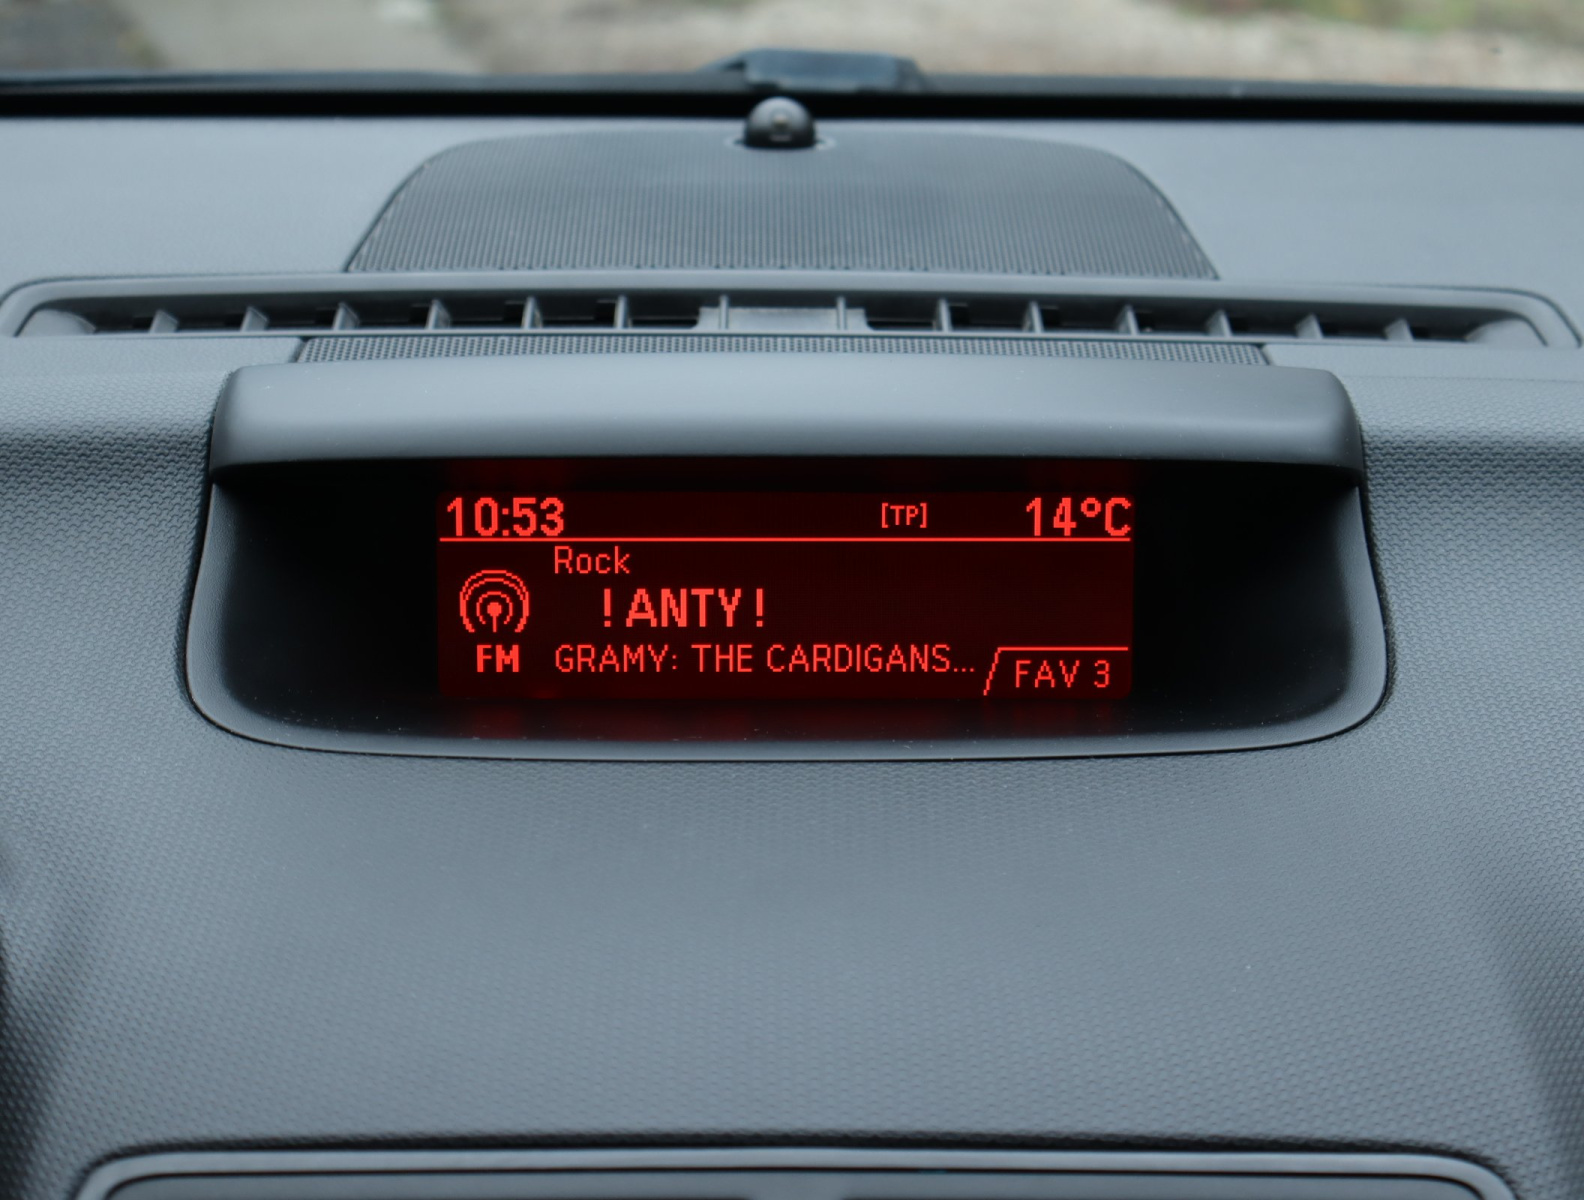 10:53 [TP] 14°C
Rock
! ANTY !
FM GRAMY: THE CARDIGANS... FAV 3